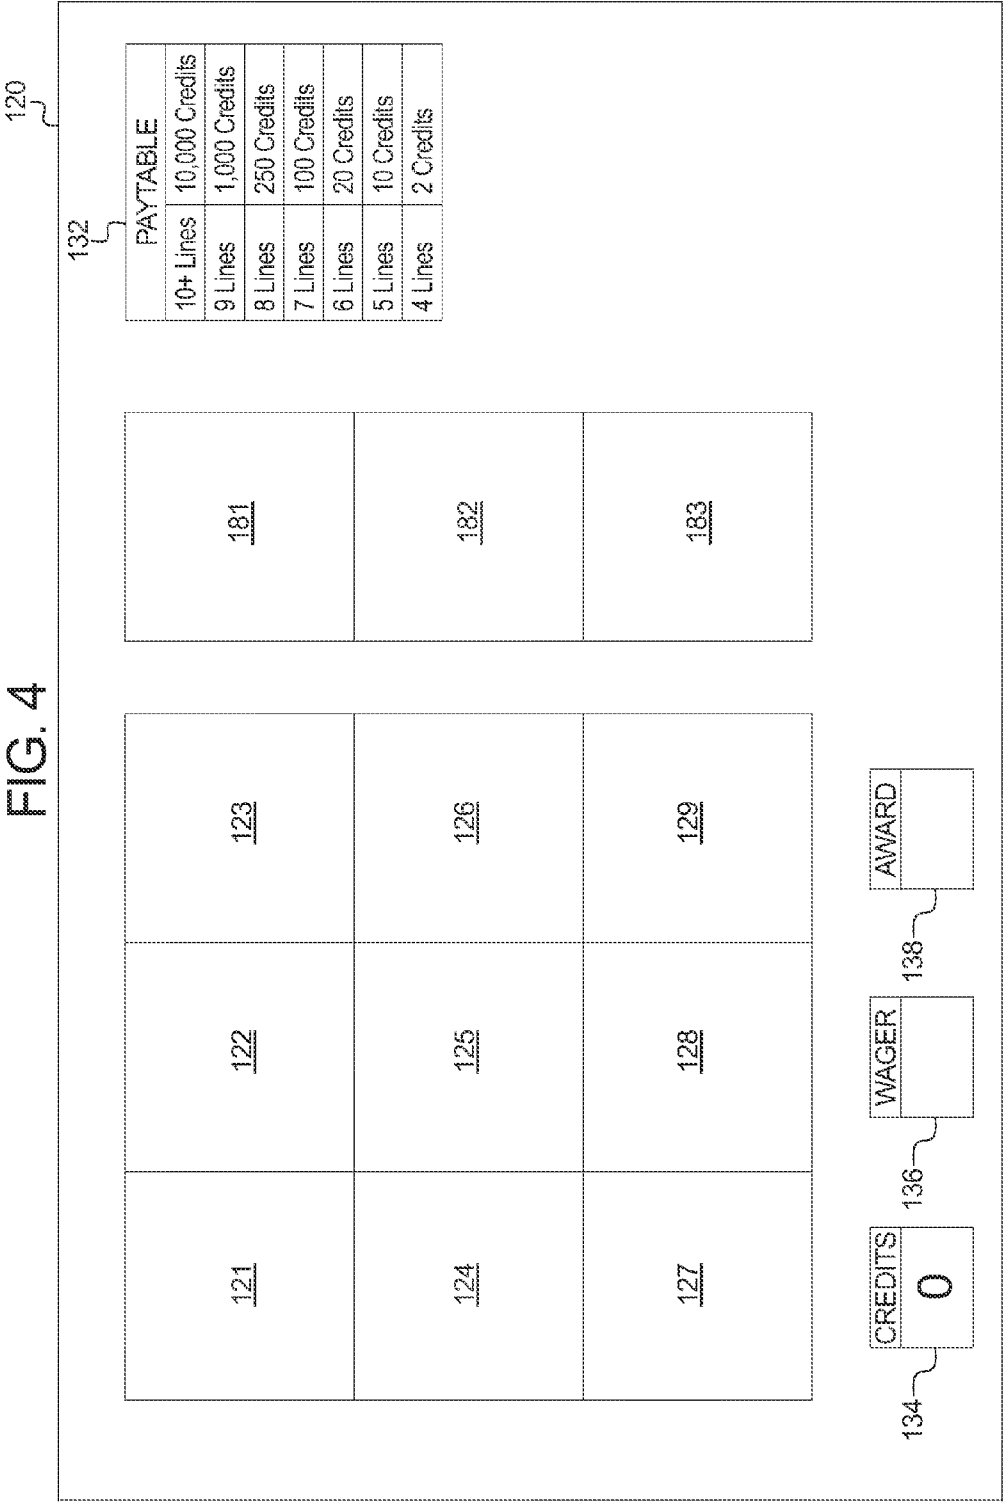 FIG. 4
120
132
PAYTABLE
10+ Lines 10,000 Credits
9 Lines 1,000 Credits
8 Lines 250 Credits
7 Lines 100 Credits
6 Lines 20 Credits
5 Lines 10 Credits
4 Lines 2 Credits
121 122 123 181
124 125 126 182
127 128 129 183
CREDITS WAGER AWARD
0
134 136 138